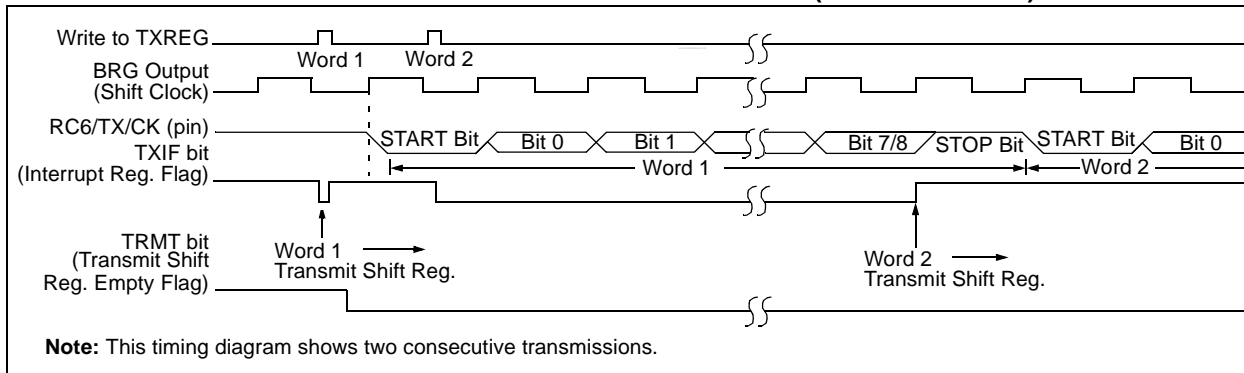 Write to TXREG
Word 1
Word 2
BRG Output
(Shift Clock)
RC6/TX/CK (pin)
START Bit
Bit 0
Bit 1
Bit 7/8
STOP Bit
START Bit
Bit 0
Word 1
Word 2
TXIF bit
(Interrupt Reg. Flag)
Word 1
Transmit Shift Reg.
Word 2
Transmit Shift Reg.
TRMT bit
(Transmit Shift
Reg. Empty Flag)
Note: This timing diagram shows two consecutive transmissions.